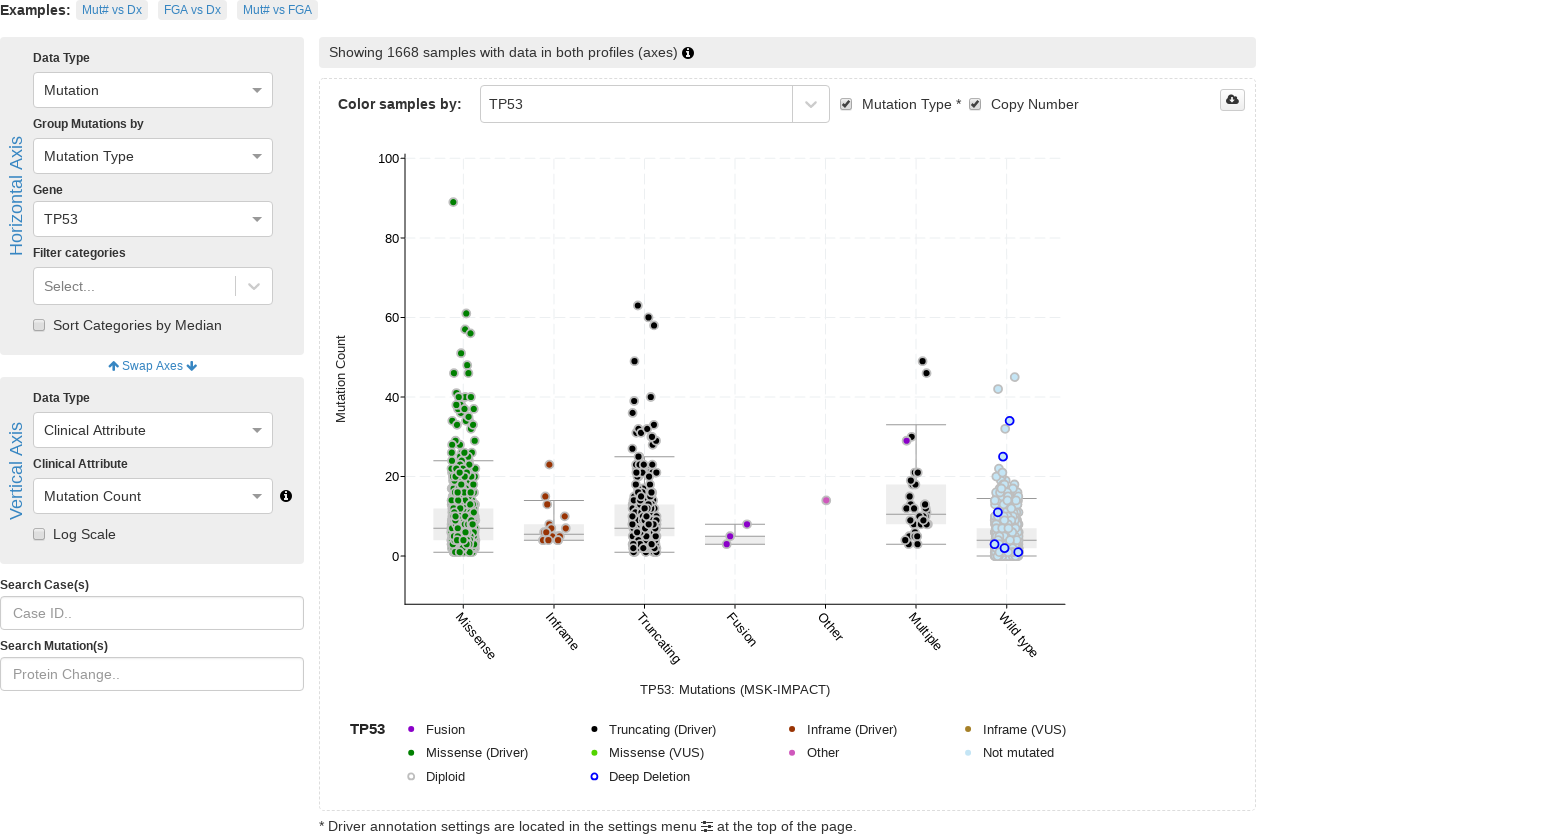 Examples: Mut# vs Dx FGA vs Dx Mut# vs FGA
Horizontal Axis
Data Type
Mutation
Group Mutations by
Mutation Type
Gene
TP53
Filter categories
Select...
Sort Categories by Median
Swap Axes
Vertical Axis
Data Type
Clinical Attribute
Clinical Attribute
Mutation Count
Log Scale
Search Case(s)
Case ID..
Search Mutation(s)
Protein Change..
Showing 1668 samples with data in both profiles (axes)
Color samples by: TP53 Mutation Type * Copy Number
Mutation Count
100
80
60
40
20
0
Missense
Inframe
Truncating
Fusion
Other
Multiple
Wild type
TP53: Mutations (MSK-IMPACT)
TP53 Fusion Truncating (Driver) Inframe (Driver) Inframe (VUS)
Missense (Driver) Missense (VUS) Other Not mutated
Diploid Deep Deletion
* Driver annotation settings are located in the settings menu at the top of the page.